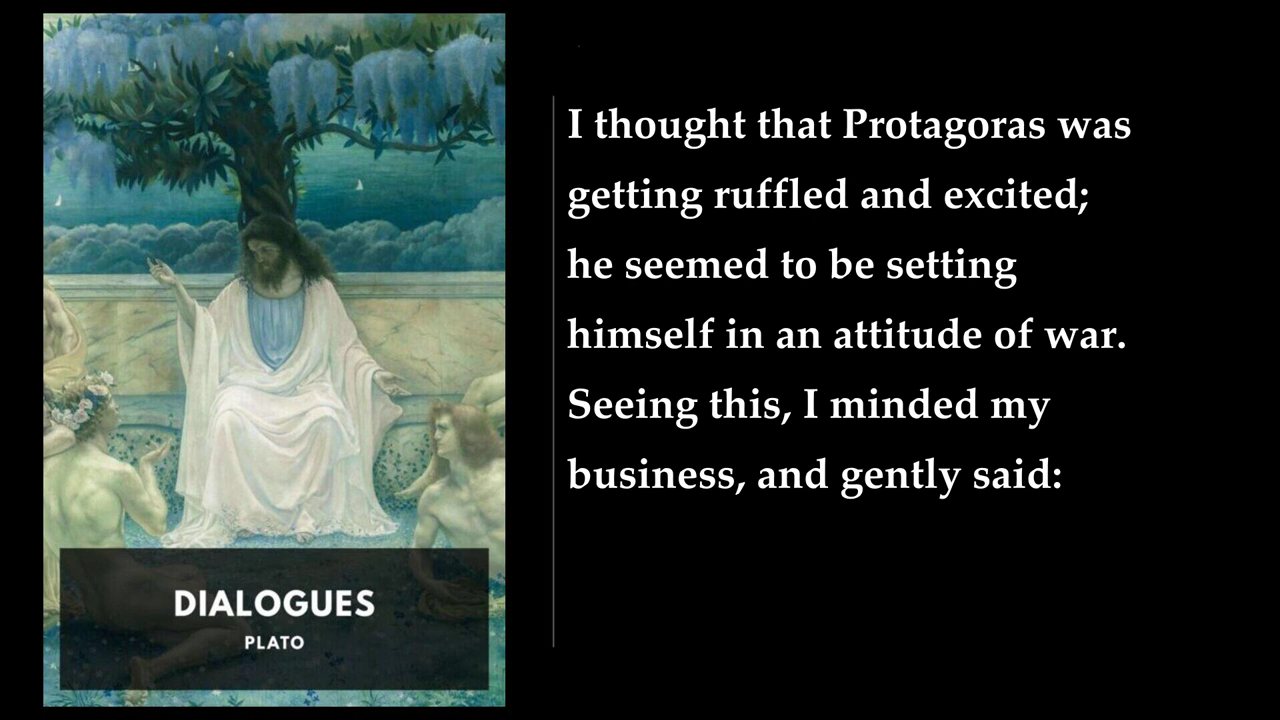 I thought that Protagoras was
getting ruffled and excited;
he seemed to be setting
himself in an attitude of war.
Seeing this, I minded my
business, and gently said:
DIALOGUES
PLATO